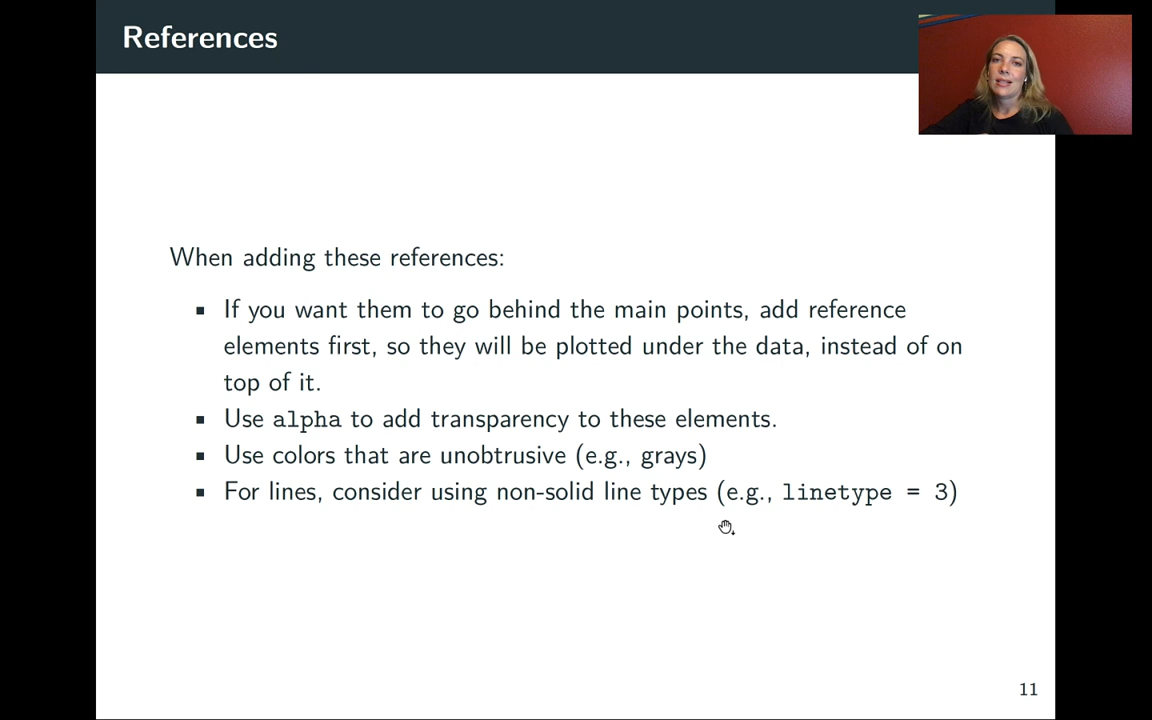 References
When adding these references:
▪ If you want them to go behind the main points, add reference
elements first, so they will be plotted under the data, instead of on
top of it.
▪ Use alpha to add transparency to these elements.
▪ Use colors that are unobtrusive (e.g., grays)
▪ For lines, consider using non-solid line types (e.g., linetype = 3)
11